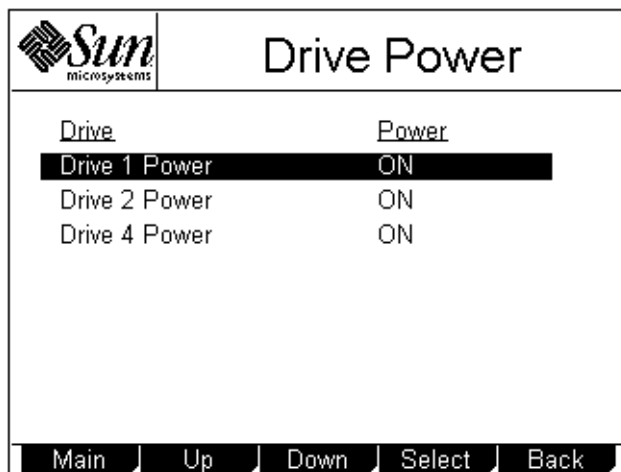 Sun
microsystems
Drive Power
Drive Power
Drive 1 Power ON
Drive 2 Power ON
Drive 4 Power ON
Main Up Down Select Back